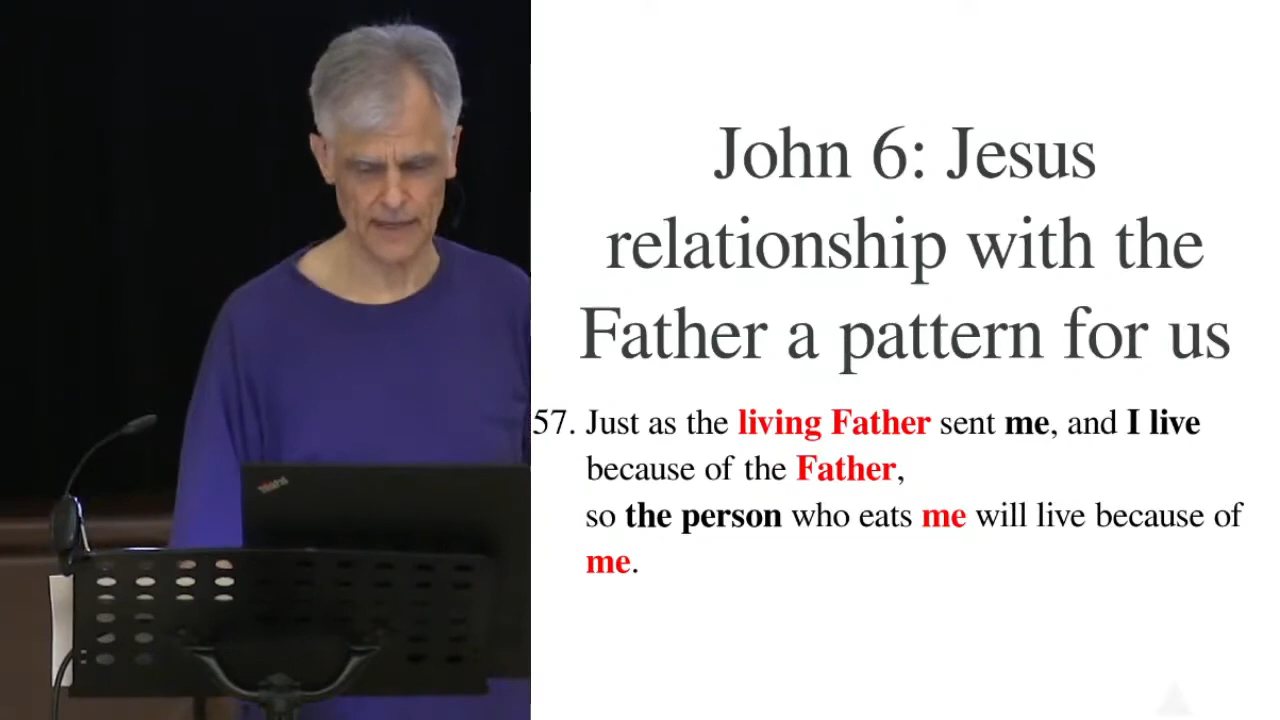 John 6: Jesus
relationship with the
Father a pattern for us
57. Just as the living Father sent me, and I live
because of the Father,
so the person who eats me will live because of
me.